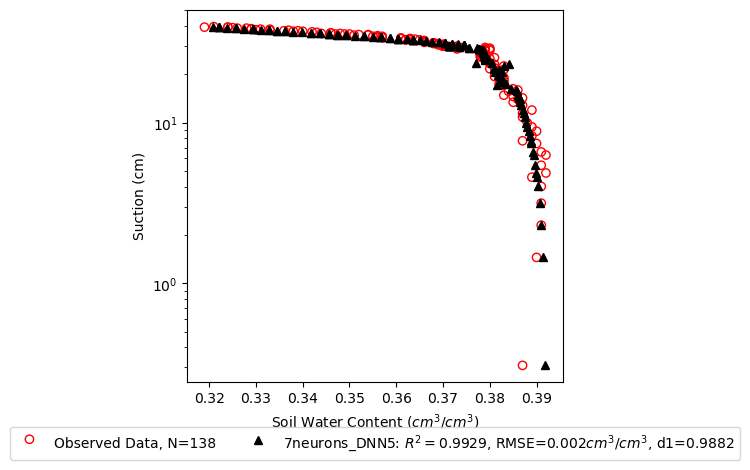 Suction (cm)
10¹
10⁰
0.32 0.33 0.34 0.35 0.36 0.37 0.38 0.39
Soil Water Content (cm³/cm³)
Observed Data, N=138
7neurons_DNN5: R² = 0.9929, RMSE=0.002cm³/cm³, d1=0.9882